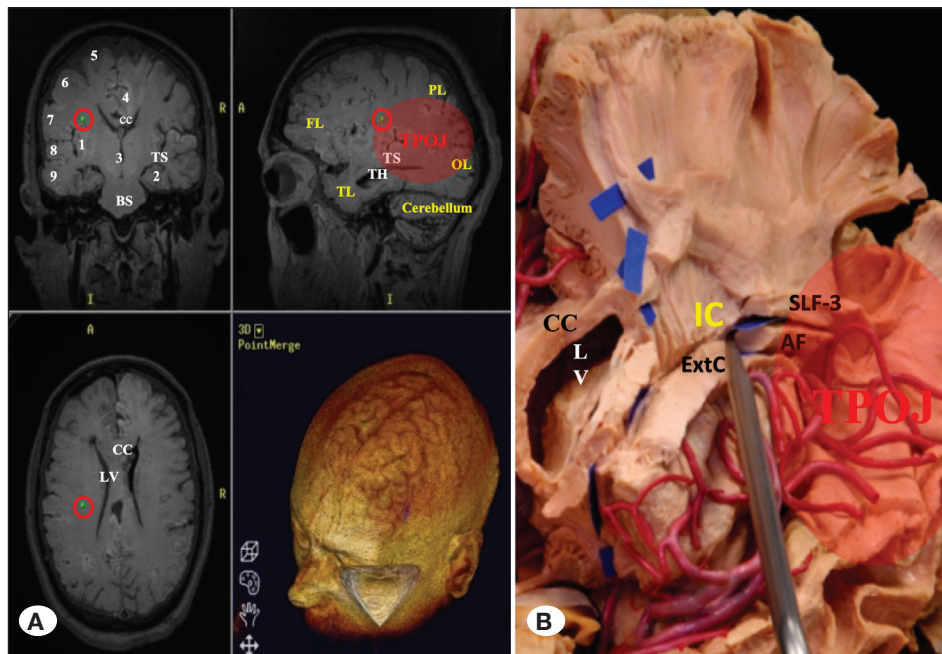 5
6
4
cc
7
1
8
3
TS
9
2
BS
R
I
A
PL
FL
TPOJ
TS
OL
TH
TL
Cerebellum
I
A
CC
LV
R
A
3D
PointMerge
SLF-3
IC
CC
AF
L
V
ExtC
TPOJ
B